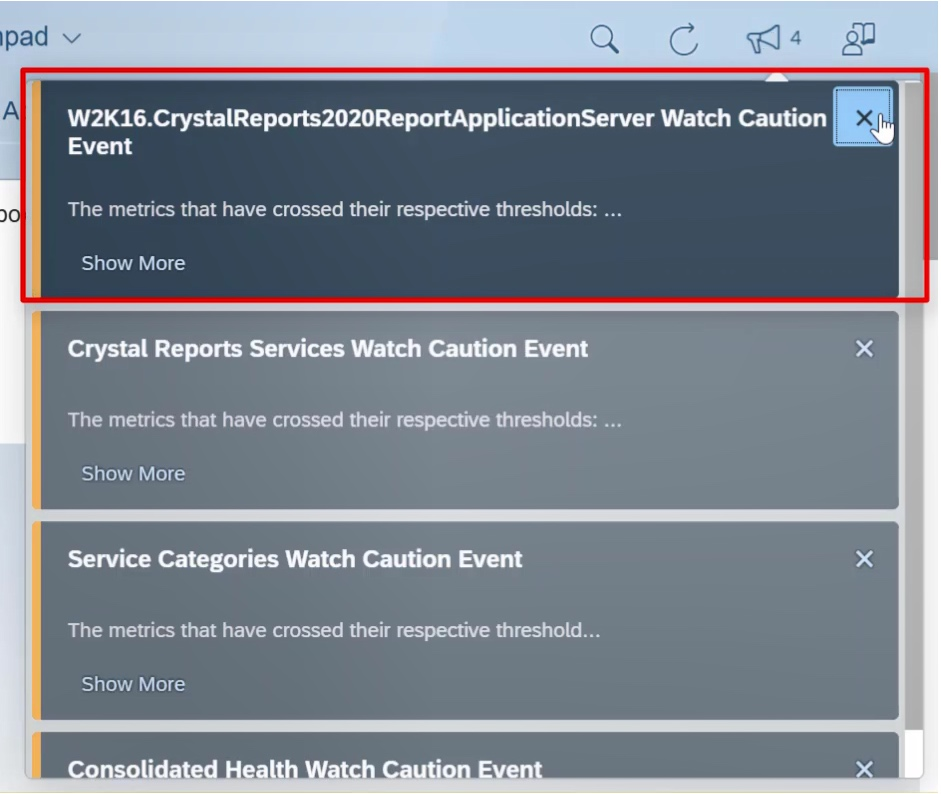 4
W2K16.CrystalReports2020ReportApplicationServer Watch Caution
Event
The metrics that have crossed their respective thresholds: ...
Show More
Crystal Reports Services Watch Caution Event
The metrics that have crossed their respective thresholds: ...
Show More
Service Categories Watch Caution Event
The metrics that have crossed their respective threshold...
Show More
Consolidated Health Watch Caution Event